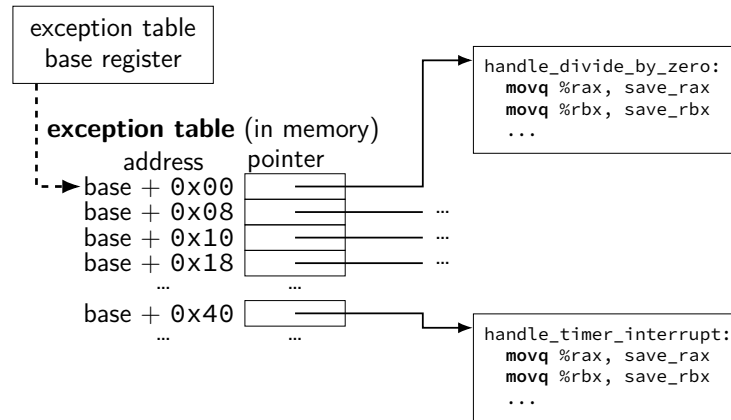 exception table
base register
exception table (in memory)
address pointer
base + 0x00
base + 0x08 ...
base + 0x10 ...
base + 0x18 ...
... ...
base + 0x40
... ...
handle_divide_by_zero:
movq %rax, save_rax
movq %rbx, save_rbx
...
handle_timer_interrupt:
movq %rax, save_rax
movq %rbx, save_rbx
...